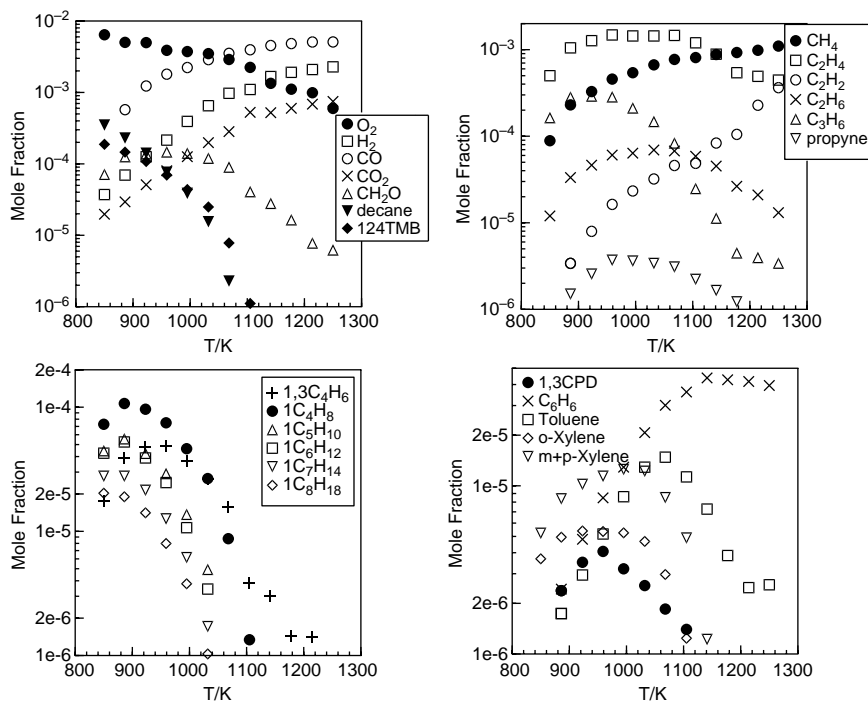 10⁻²
10⁻³
10⁻⁴
10⁻⁵
10⁻⁶
Mole Fraction
800 900 1000 1100 1200 1300
T/K
O₂
H₂
CO
CO₂
CH₂O
decane
124TMB
10⁻³
10⁻⁴
10⁻⁵
10⁻⁶
Mole Fraction
800 900 1000 1100 1200 1300
T/K
CH₄
C₂H₄
C₂H₂
C₂H₆
C₃H₆
propyne
2e-4
1e-4
2e-5
1e-5
2e-6
1e-6
Mole Fraction
800 900 1000 1100 1200 1300
T/K
1,3C₄H₆
1C₄H₈
1C₅H₁₀
1C₆H₁₂
1C₇H₁₄
1C₈H₁₈
2e-5
1e-5
2e-6
1e-6
Mole Fraction
800 900 1000 1100 1200 1300
T/K
1,3CPD
C₆H₆
Toluene
o-Xylene
m+p-Xylene